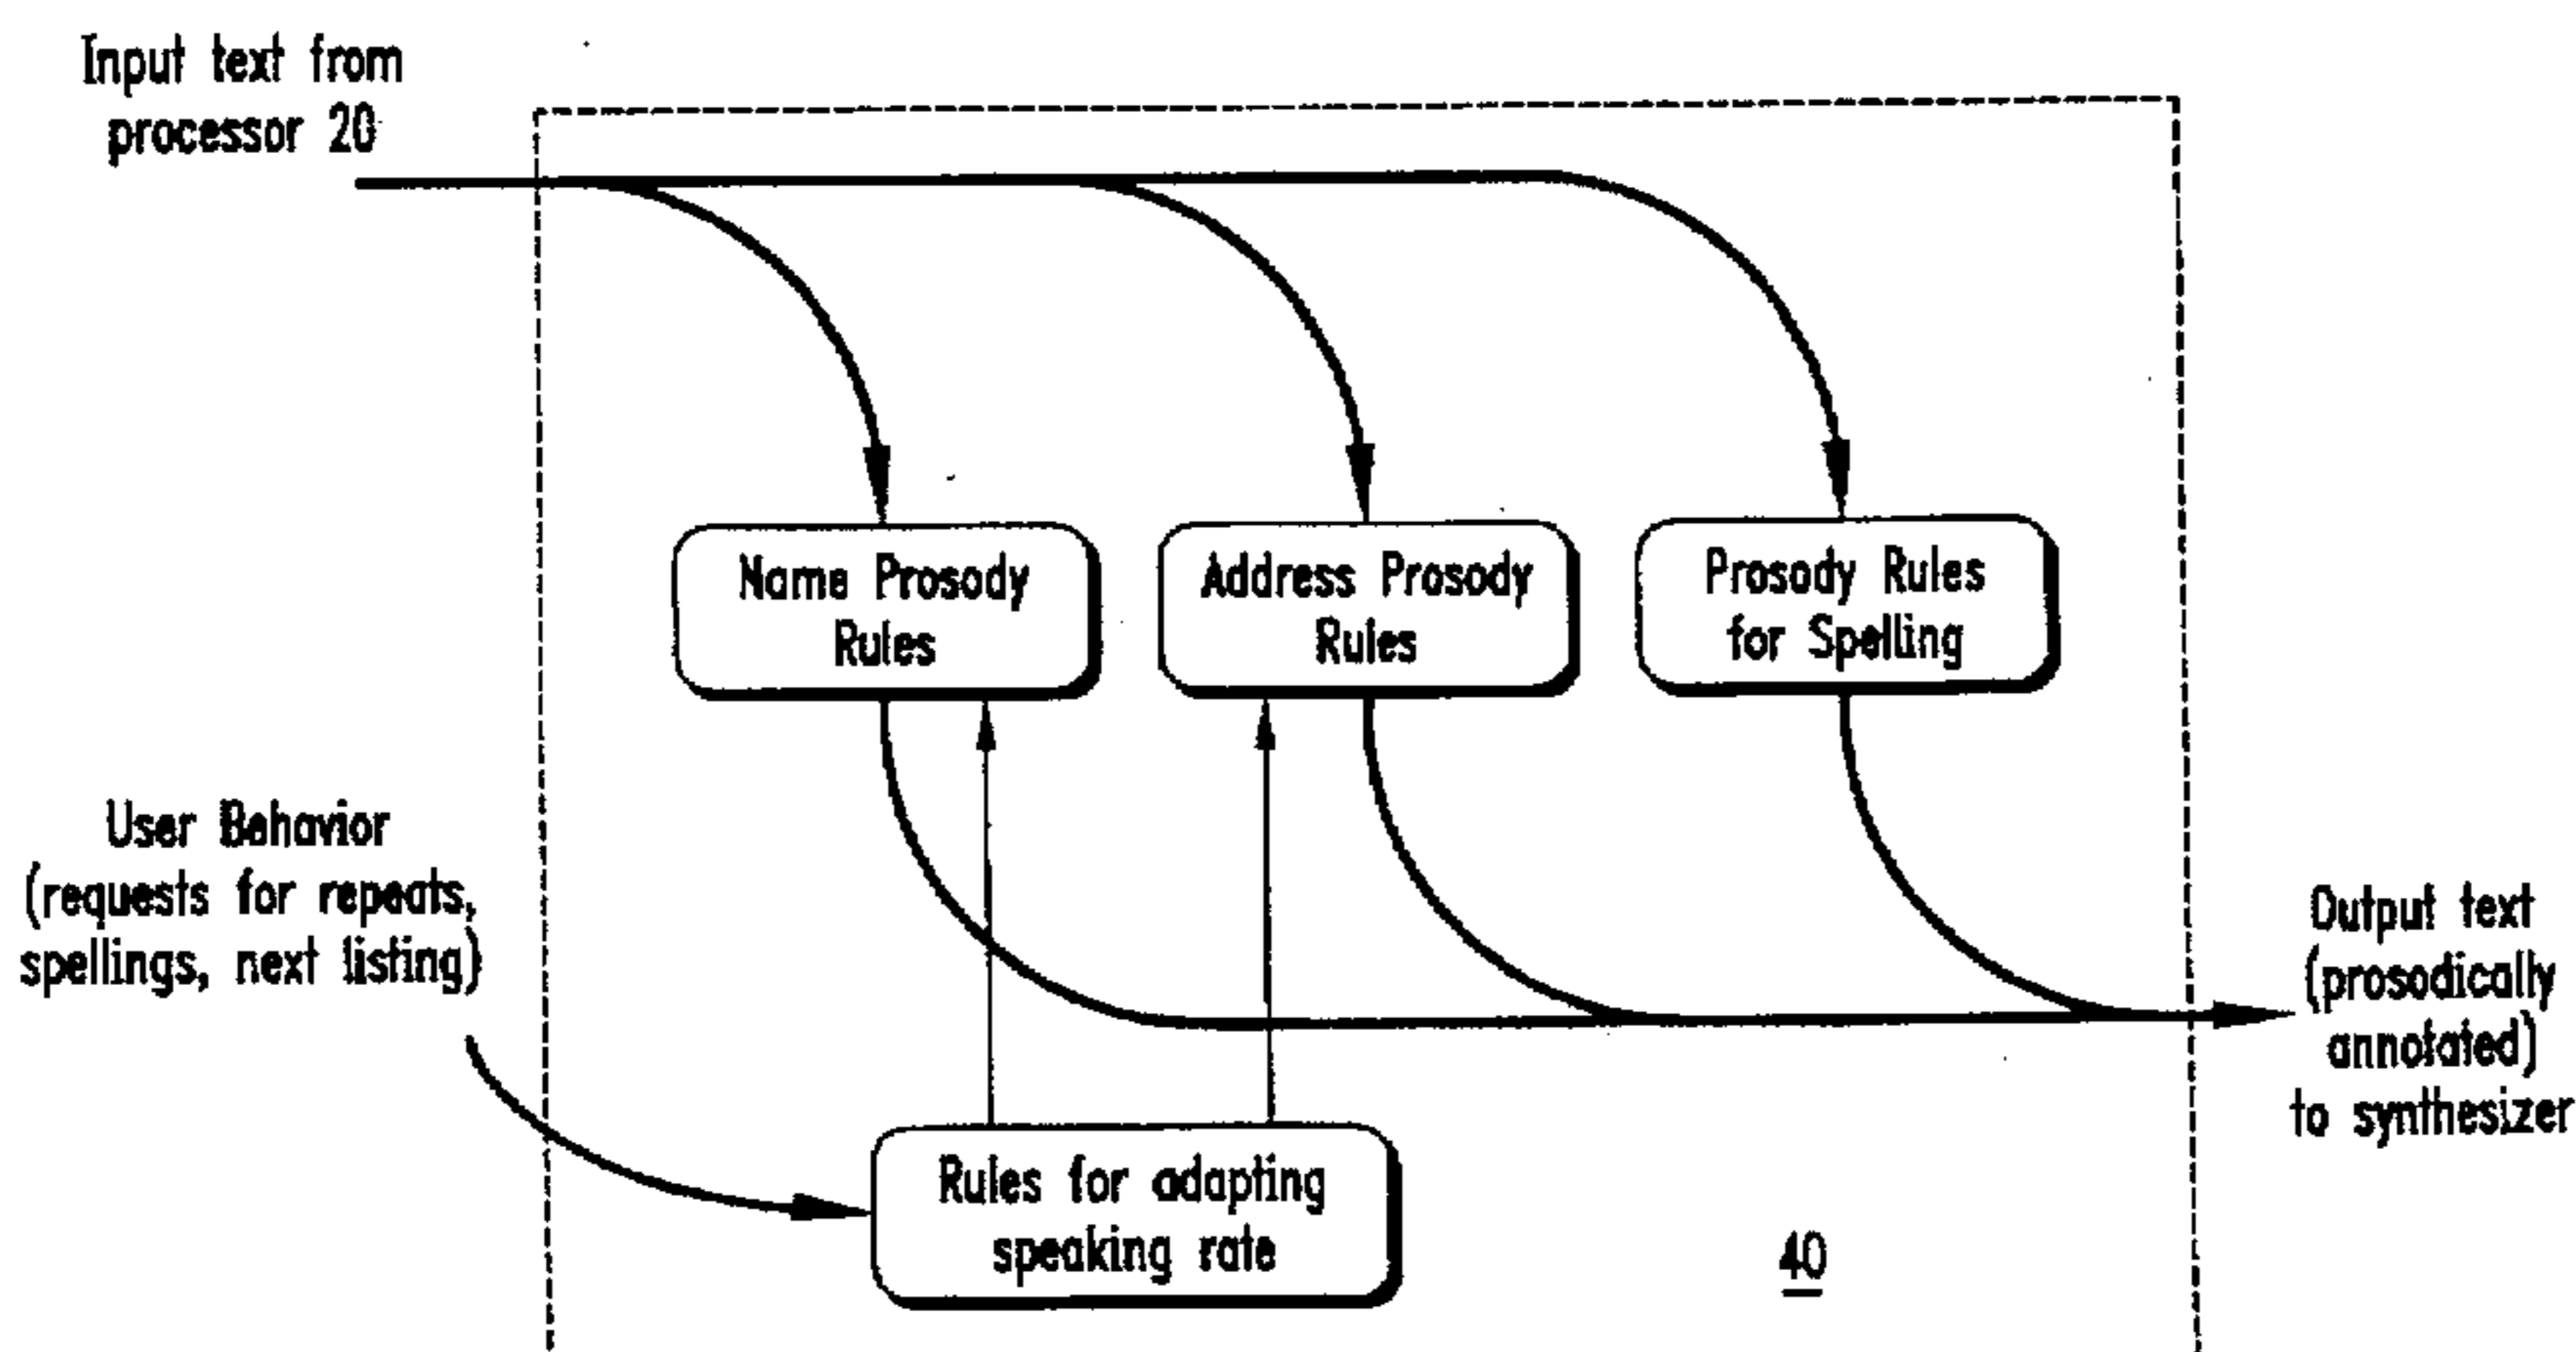 Input text from
processor 20
Name Prosody
Rules
Address Prosody
Rules
Prosody Rules
for Spelling
User Behavior
(requests for repeats,
spellings, next listing)
Output text
(prosodically
annotated)
to synthesizer
Rules for adapting
speaking rate
40